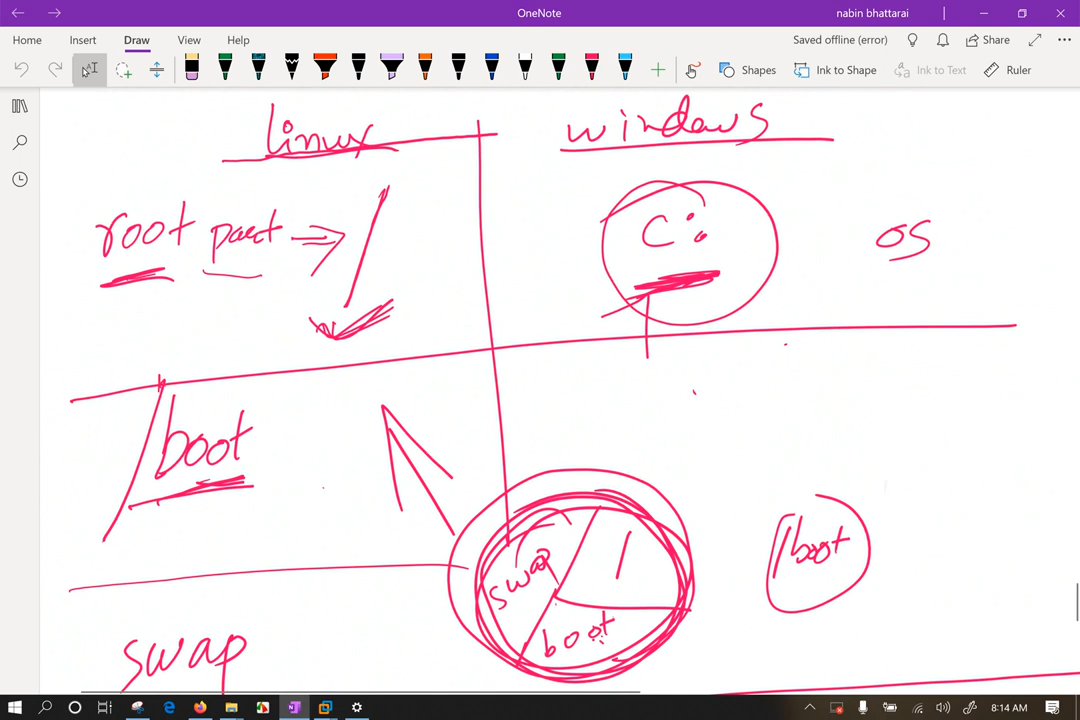 OneNote
nabin bhattarai
Home
Insert
Draw
View
Help
Saved offline (error)
Share
Shapes
Ink to Shape
Ink to Text
Ruler
linux
windows
root part ⇒ /
C:
os
/boot
swap
/
boot
/boot
swap
8:14 AM